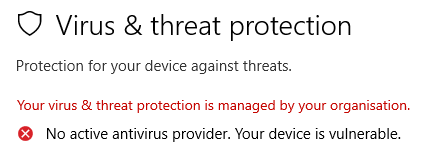 Virus & threat protection
Protection for your device against threats.
Your virus & threat protection is managed by your organisation.
No active antivirus provider. Your device is vulnerable.